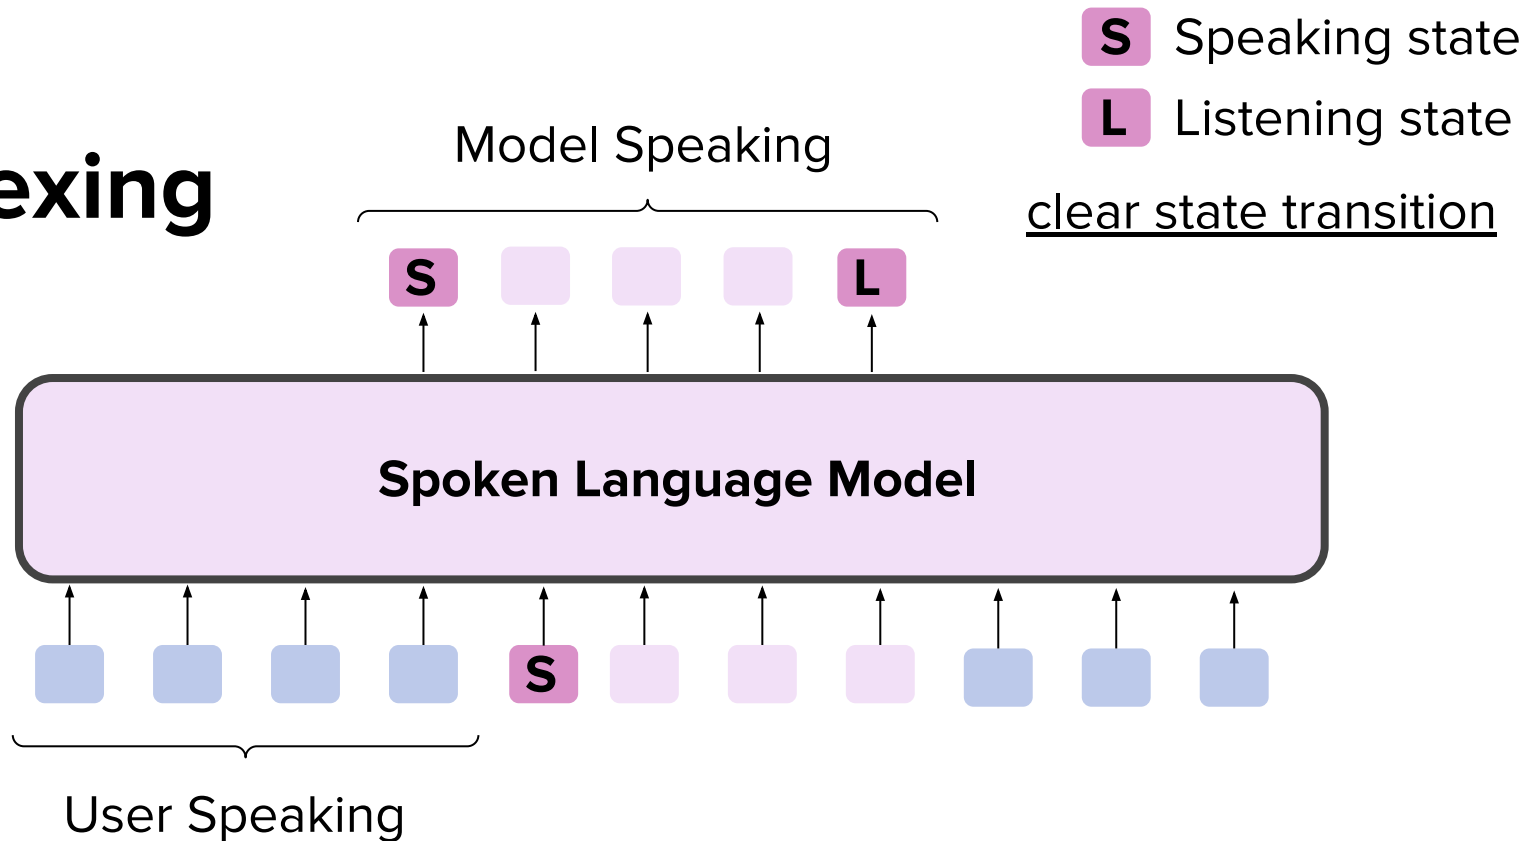 S Speaking state
L Listening state
Model Speaking
exing
clear state transition
S L
Spoken Language Model
S
User Speaking